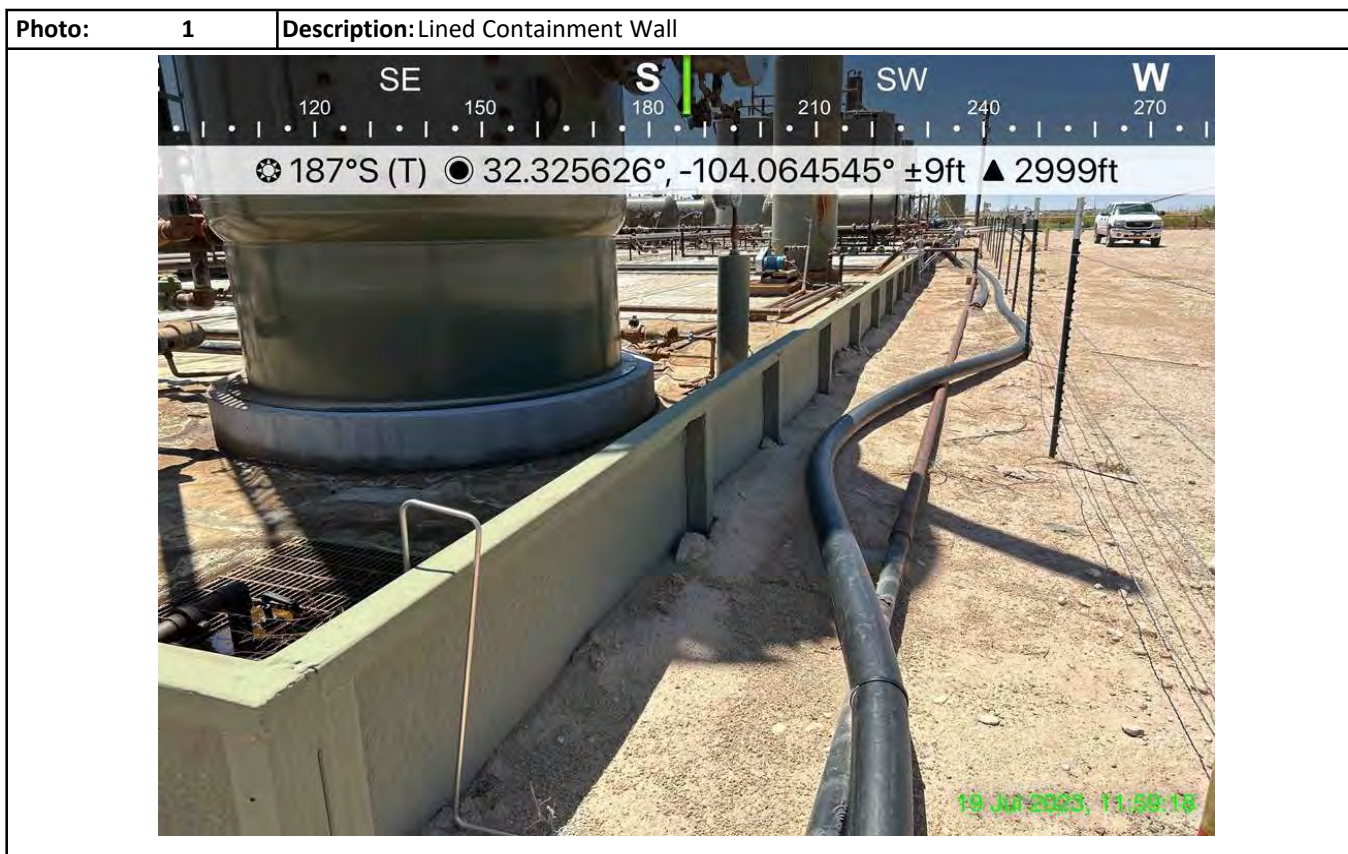 Photo: 1 Description: Lined Containment Wall
SE S SW W
120 150 180 210 240 270
187°S (T) 32.325626°, -104.064545° ±9ft ▲ 2999ft
19 Jul 2023, 11:59:18